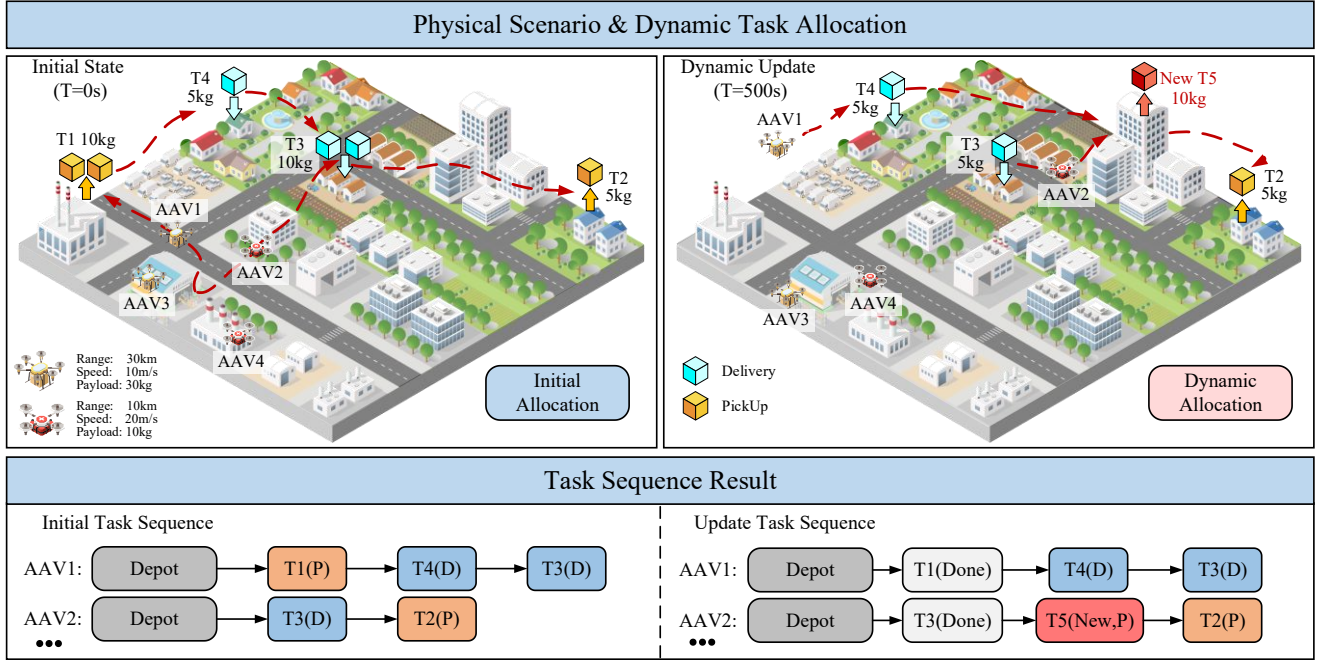 Physical Scenario & Dynamic Task Allocation
Initial State
(T=0s)
T4
5kg
T1 10kg
T3
10kg
T2
5kg
AAV1
AAV2
AAV3
AAV4
Range: 30km
Speed: 10m/s
Payload: 30kg
Range: 10km
Speed: 20m/s
Payload: 10kg
Initial
Allocation
Dynamic Update
(T=500s)
AAV1
T4
5kg
New T5
10kg
T3
5kg
AAV2
T2
5kg
AAV3
AAV4
Delivery
PickUp
Dynamic
Allocation
Task Sequence Result
Initial Task Sequence
AAV1: Depot T1(P) T4(D) T3(D)
AAV2: Depot T3(D) T2(P)
•••
Update Task Sequence
AAV1: Depot T1(Done) T4(D) T3(D)
AAV2: Depot T3(Done) T5(New,P) T2(P)
•••